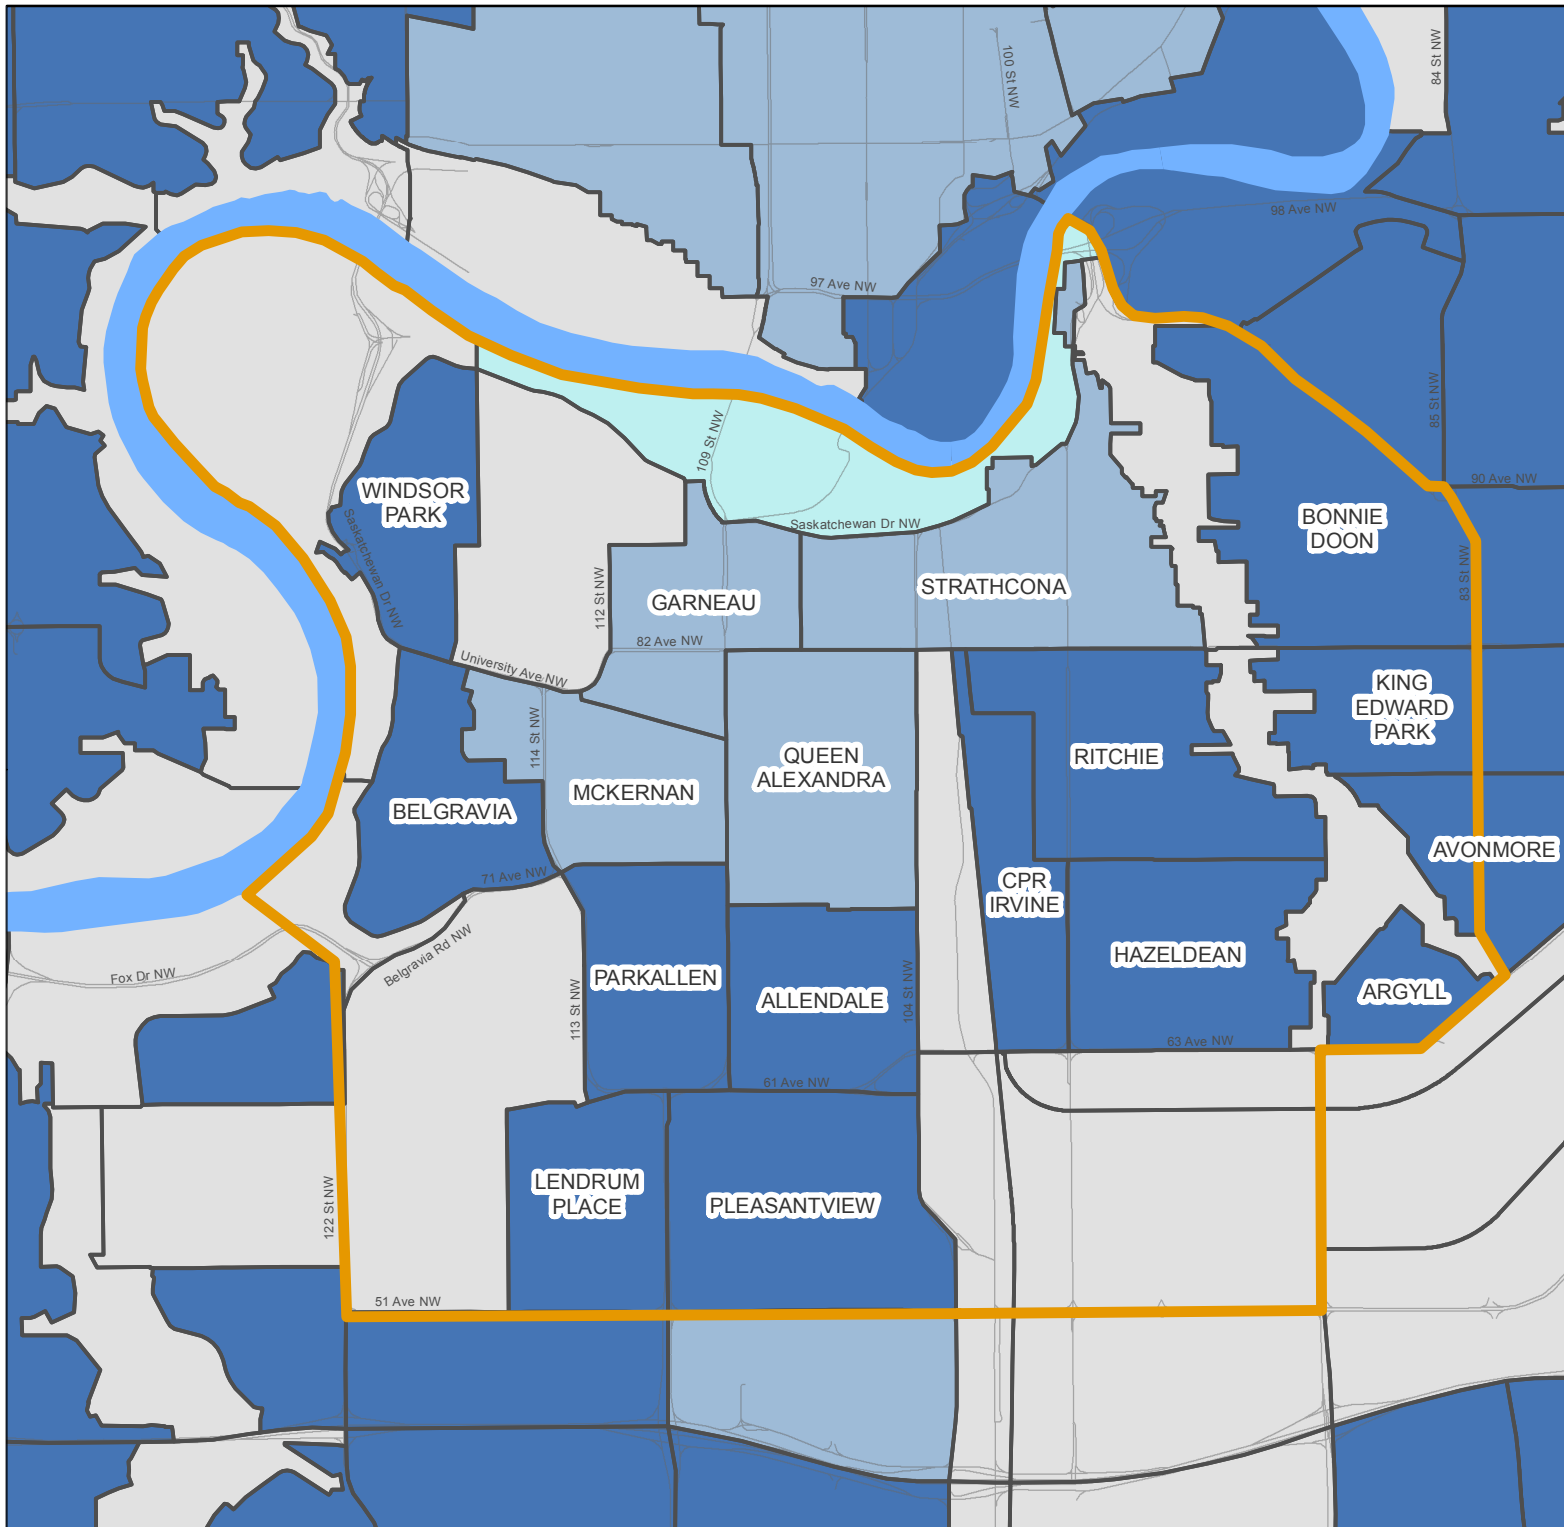 84 St NW
100 St NW
98 Ave NW
97 Ave NW
85 St NW
109 St NW
90 Ave NW
WINDSOR
PARK
Saskatchewan Dr NW
Saskatchewan Dr NW
BONNIE
DOON
83 St NW
STRATHCONA
GARNEAU
112 St NW
82 Ave NW
University Ave NW
KING
EDWARD
PARK
114 St NW
RITCHIE
QUEEN
ALEXANDRA
MCKERNAN
BELGRAVIA
AVONMORE
71 Ave NW
CPR
IRVINE
Belgravia Rd NW
HAZELDEAN
Fox Dr NW
PARKALLEN
ALLENDALE
104 St NW
ARGYLL
113 St NW
63 Ave NW
61 Ave NW
LENDRUM
PLACE
PLEASANTVIEW
122 St NW
51 Ave NW